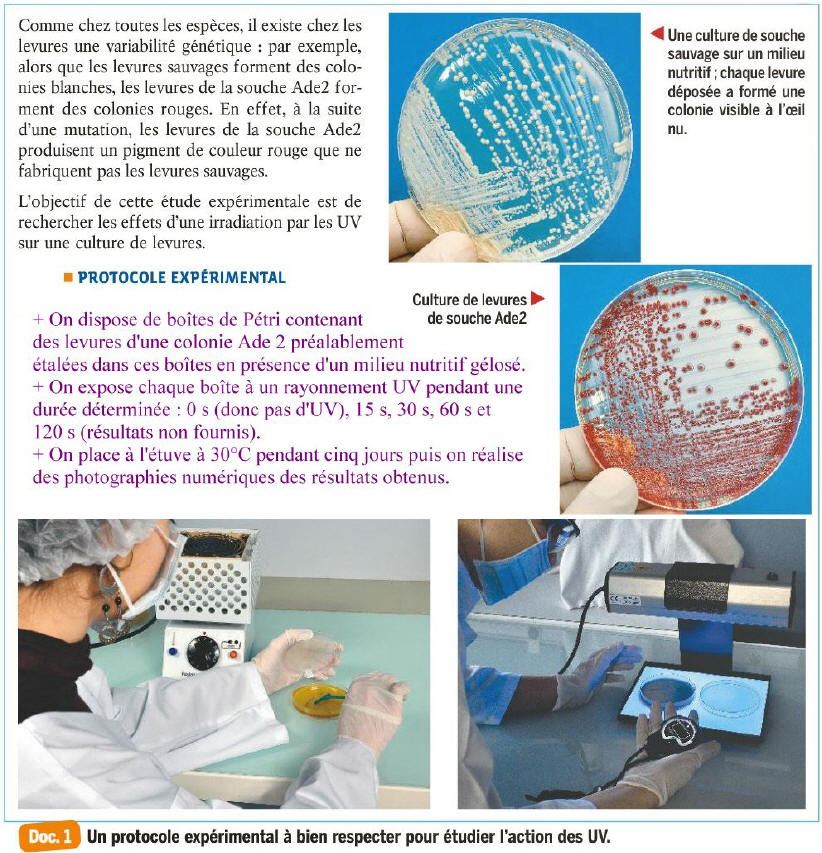 Comme chez toutes les espèces, il existe chez les
levures une variabilité génétique : par exemple,
alors que les levures sauvages forment des colo-
nies blanches, les levures de la souche Ade2 for-
ment des colonies rouges. En effet, à la suite
d'une mutation, les levures de la souche Ade2
produisent un pigment de couleur rouge que ne
fabriquent pas les levures sauvages.
L'objectif de cette étude expérimentale est de
rechercher les effets d'une irradiation par les UV
sur une culture de levures.
Une culture de souche
sauvage sur un milieu
nutritif ; chaque levure
déposée a formé une
colonie visible à l'œil
nu.
PROTOCOLE EXPÉRIMENTAL
Culture de levures
de souche Ade2
+ On dispose de boîtes de Pétri contenant
des levures d'une colonie Ade 2 préalablement
étalées dans ces boîtes en présence d'un milieu nutritif gélosé.
+ On expose chaque boîte à un rayonnement UV pendant une
durée déterminée : 0 s (donc pas d'UV), 15 s, 30 s, 60 s et
120 s (résultats non fournis).
+ On place à l'étuve à 30°C pendant cinq jours puis on réalise
des photographies numériques des résultats obtenus.
Doc. 1 Un protocole expérimental à bien respecter pour étudier l'action des UV.